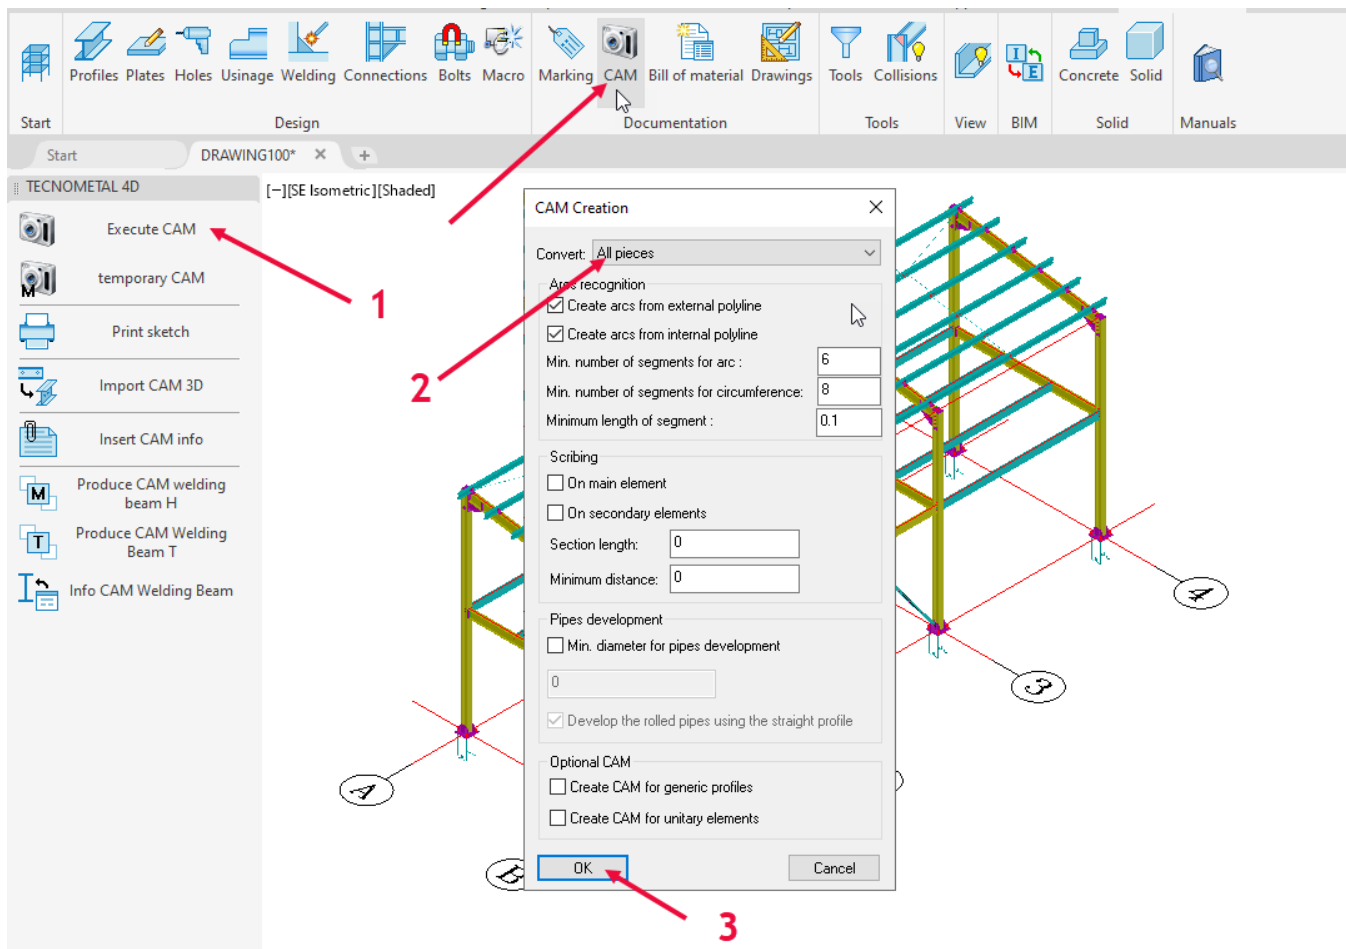 Profiles Plates Holes Usinage Welding Connections Bolts Macro Marking CAM Bill of material Drawings Tools Collisions Concrete Solid
Start Design Documentation Tools View BIM Solid Manuals
Start DRAWING100* × +
TECNOMETAL 4D
[−][SE Isometric][Shaded]
Execute CAM
temporary CAM
Print sketch
Import CAM 3D
Insert CAM info
M
Produce CAM welding
beam H
T
Produce CAM Welding
Beam T
Info CAM Welding Beam
1
2
3
CAM Creation
Convert: All pieces
Arcs recognition
Create arcs from external polyline
Create arcs from internal polyline
Min. number of segments for arc : 6
Min. number of segments for circumference: 8
Minimum length of segment : 0.1
Scribing
On main element
On secondary elements
Section length: 0
Minimum distance: 0
Pipes development
Min. diameter for pipes development
0
Develop the rolled pipes using the straight profile
Optional CAM
Create CAM for generic profiles
Create CAM for unitary elements
OK Cancel
A
B
3
4